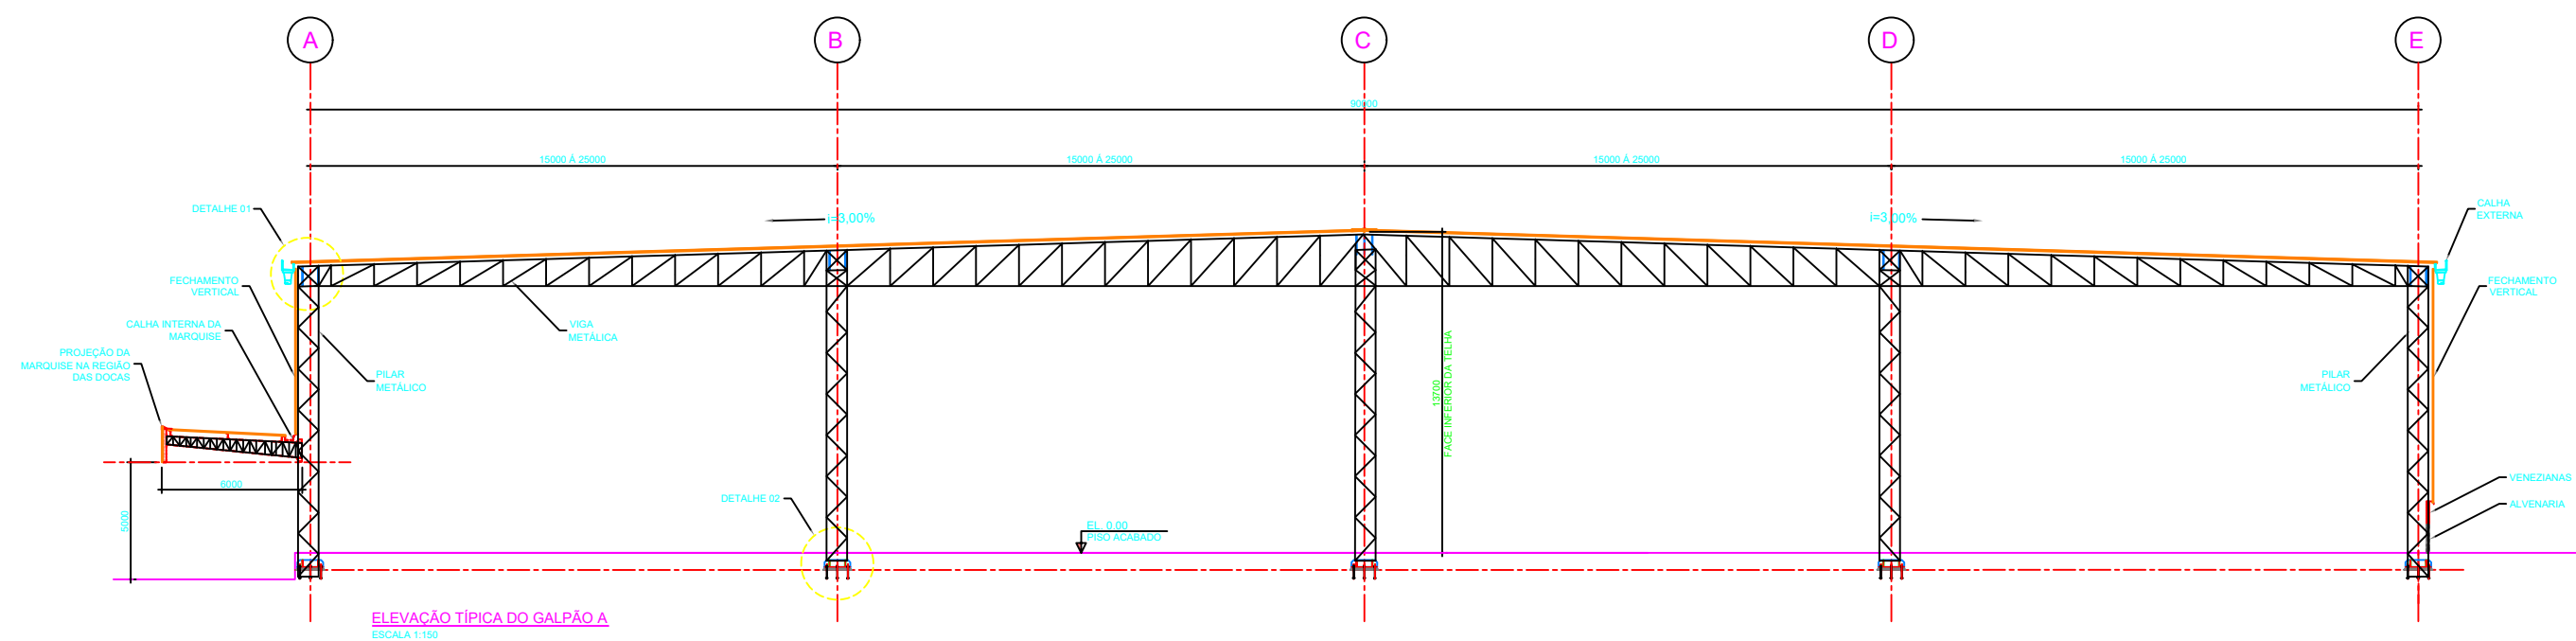 A
B
C
D
E
90000
15000 Á 25000
15000 Á 25000
15000 Á 25000
15000 Á 25000
DETALHE 01
i=3,00%
i=3,00%
CALHA
EXTERNA
FECHAMENTO
VERTICAL
FECHAMENTO
VERTICAL
CALHA INTERNA DA
MARQUISE
VIGA
METÁLICA
PROJEÇÃO DA
MARQUISE NA REGIÃO
DAS DOCAS
PILAR
METÁLICO
13700
FACE INFERIOR DA TELHA
PILAR
METÁLICO
6000
5000
DETALHE 02
EL. 0,00
PISO ACABADO
VENEZIANAS
ALVENARIA
ELEVAÇÃO TÍPICA DO GALPÃO A
ESCALA 1:150